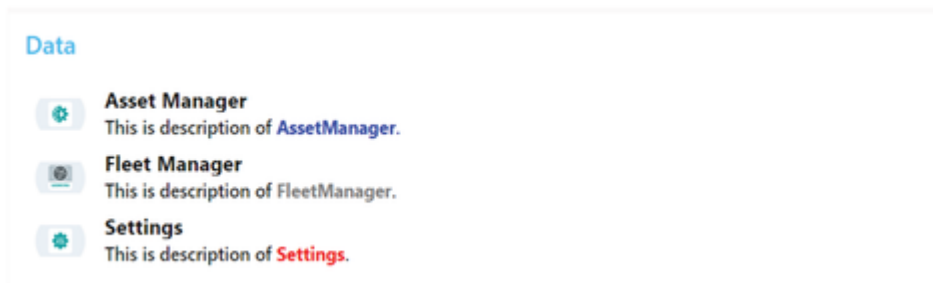 Data
Asset Manager
This is description of AssetManager.
Fleet Manager
This is description of FleetManager.
Settings
This is description of Settings.